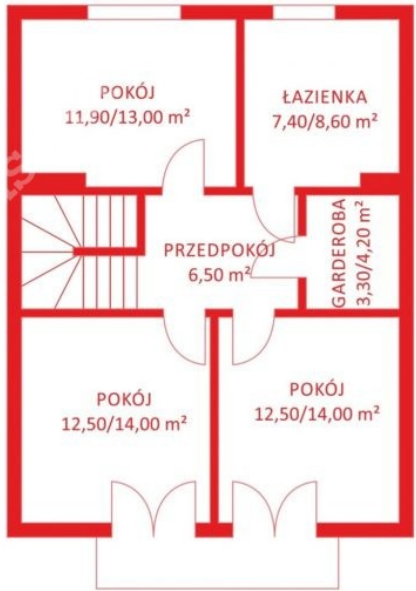 POKÓJ
11,90/13,00 m²
ŁAZIENKA
7,40/8,60 m²
PRZEDPOKÓJ
6,50 m²
GARDEROBA
3,30/4,20 m²
POKÓJ
12,50/14,00 m²
POKÓJ
12,50/14,00 m²